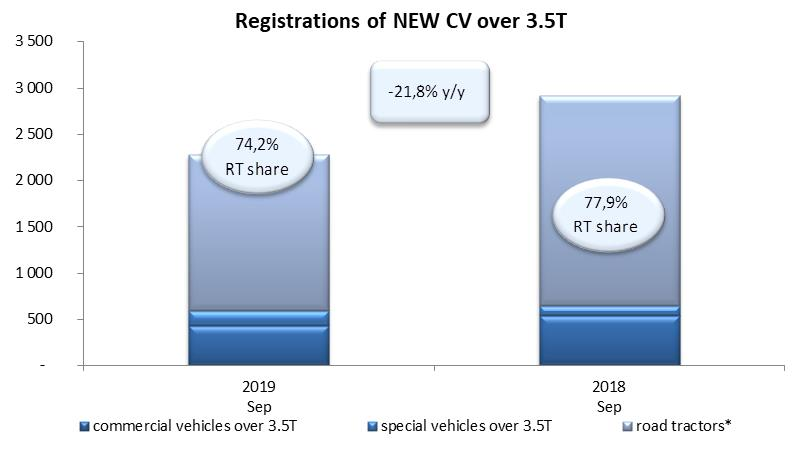 Registrations of NEW CV over 3.5T
3 500
3 000
2 500
2 000
1 500
1 000
500
-
-21,8% y/y
74,2%
RT share
77,9%
RT share
2019
2018
Sep
Sep
commercial vehicles over 3.5T
special vehicles over 3.5T
road tractors*